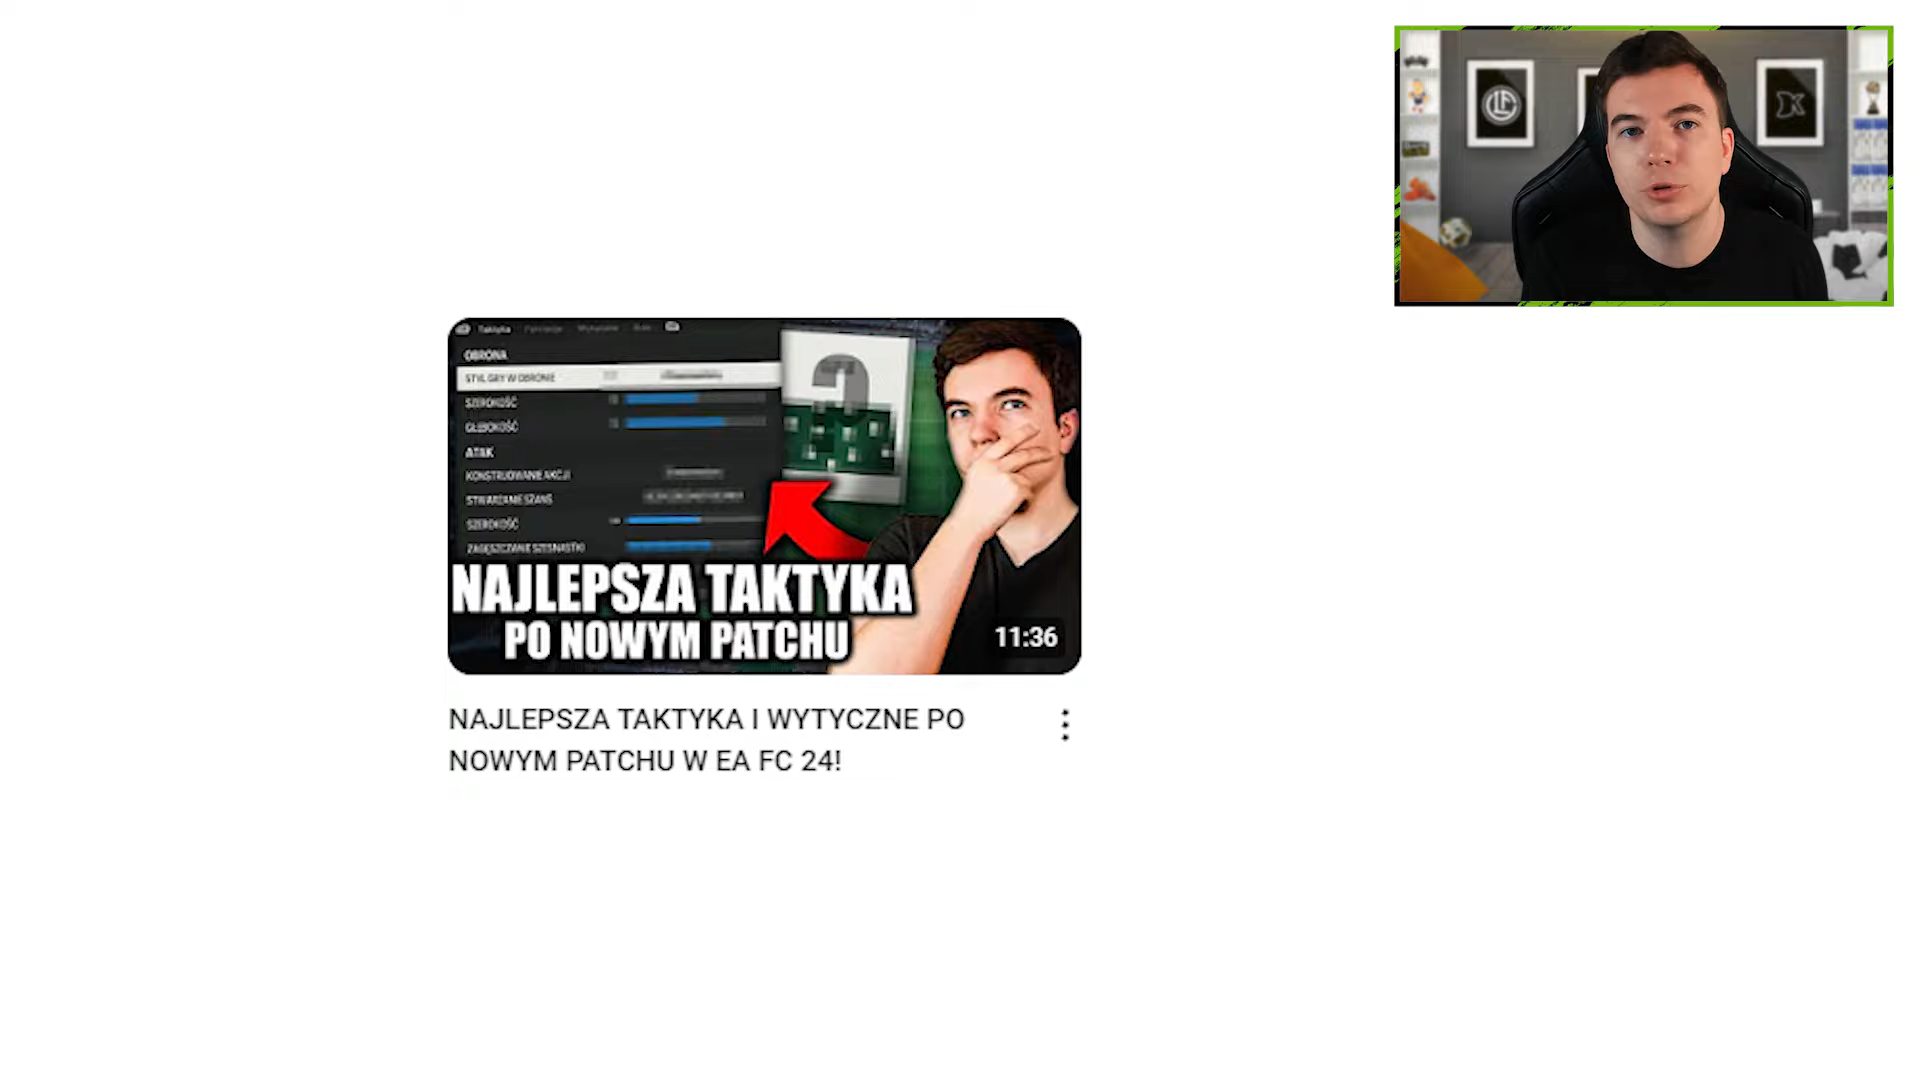 Taktyka
OBRONA
STYL GRY W OBRONIE
SZEROKOŚĆ
GŁĘBOKOŚĆ
ATAK
KONSTRUOWANIE AKCJI
STWARZANIE SZANS
SZEROKOŚĆ
ZAGĘSZCZANIE SZESNASTKI
NAJLEPSZA TAKTYKA
PO NOWYM PATCHU
11:36
NAJLEPSZA TAKTYKA I WYTYCZNE PO
NOWYM PATCHU W EA FC 24!